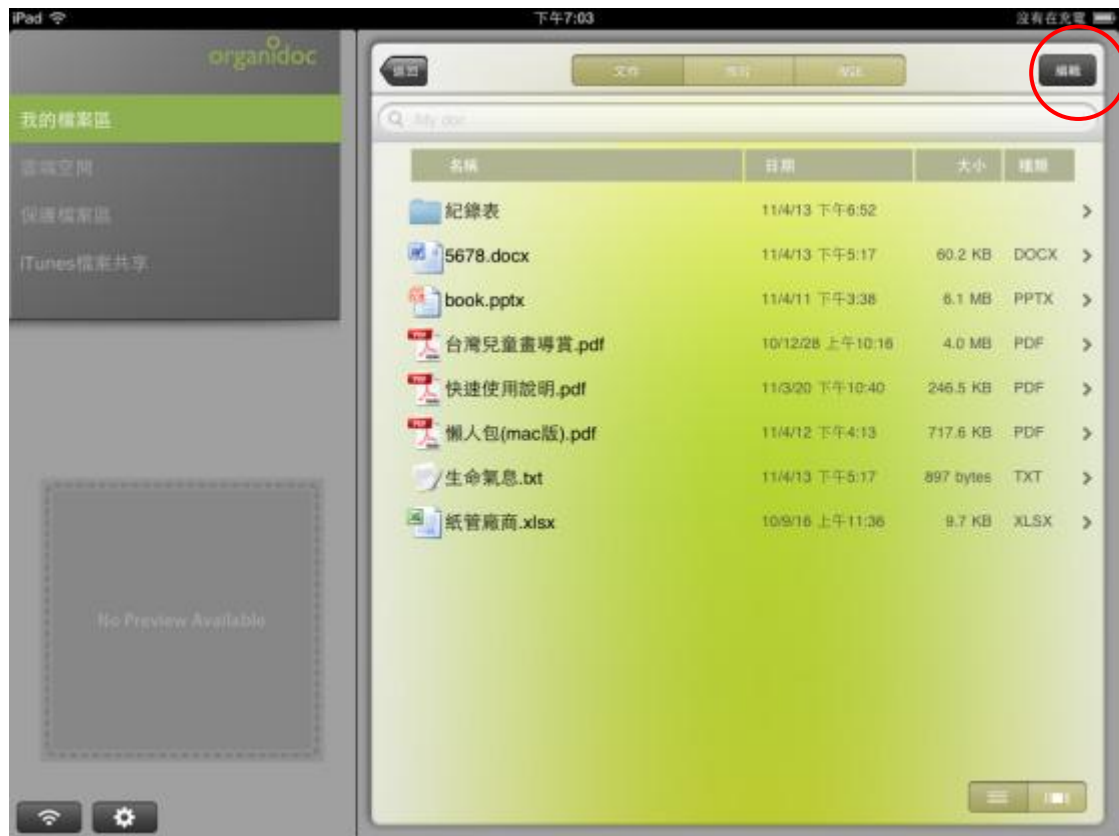 iPad 下午7:03 沒有在充電
organidoc
返回 文件 編輯
我的檔案區
My doc
雲端空間
名稱 日期 大小 種類
保護檔案區
紀錄表 11/4/13 下午6:52
iTunes檔案共享
5678.docx 11/4/13 下午5:17 60.2 KB DOCX
book.pptx 11/4/11 下午3:38 6.1 MB PPTX
台灣兒童畫導賞.pdf 10/12/28 上午10:16 4.0 MB PDF
快速使用說明.pdf 11/3/20 下午10:40 246.5 KB PDF
懶人包(mac版).pdf 11/4/12 下午4:13 717.6 KB PDF
生命氣息.txt 11/4/13 下午5:17 897 bytes TXT
紙管廠商.xlsx 10/9/16 上午11:36 9.7 KB XLSX
No Preview Available